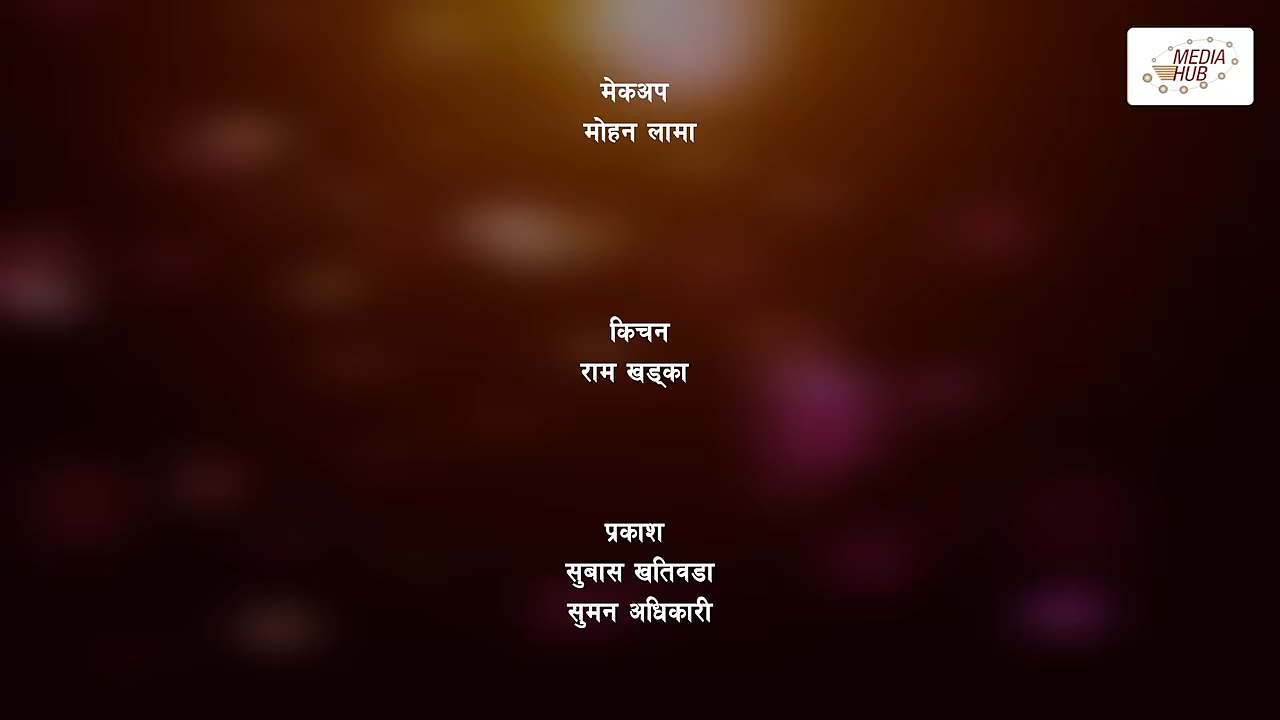 MEDIA
HUB
मेकअप
मोहन लामा
किचन
राम खड्का
प्रकाश
सुबास खतिवडा
सुमन अधिकारी